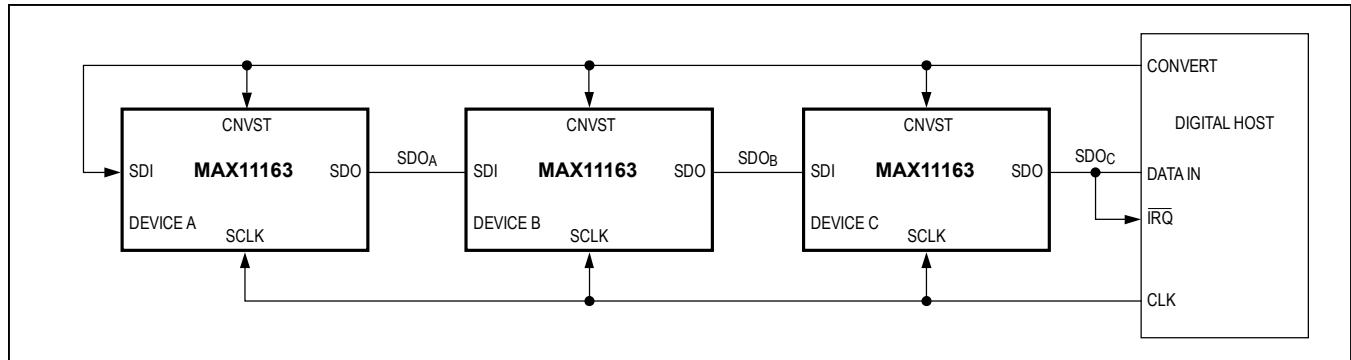 CONVERT
CNVST
CNVST
CNVST
DIGITAL HOST
SDI
MAX11163
SDO
SDOA
SDI
MAX11163
SDO
SDOB
SDI
MAX11163
SDO
SDOC
DATA IN
IRQ
DEVICE A
SCLK
DEVICE B
SCLK
DEVICE C
SCLK
CLK